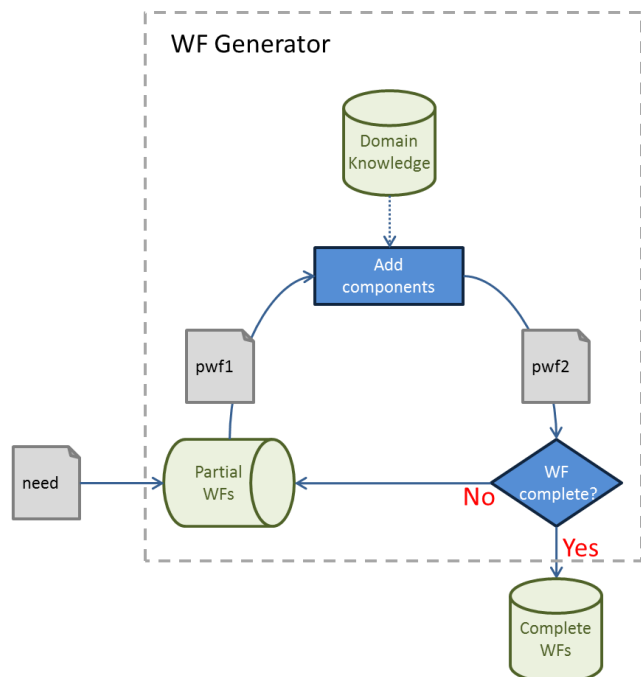 WF Generator
Domain
Knowledge
Add
components
pwf1
pwf2
need
Partial
WFs
WF
complete?
No
Yes
Complete
WFs